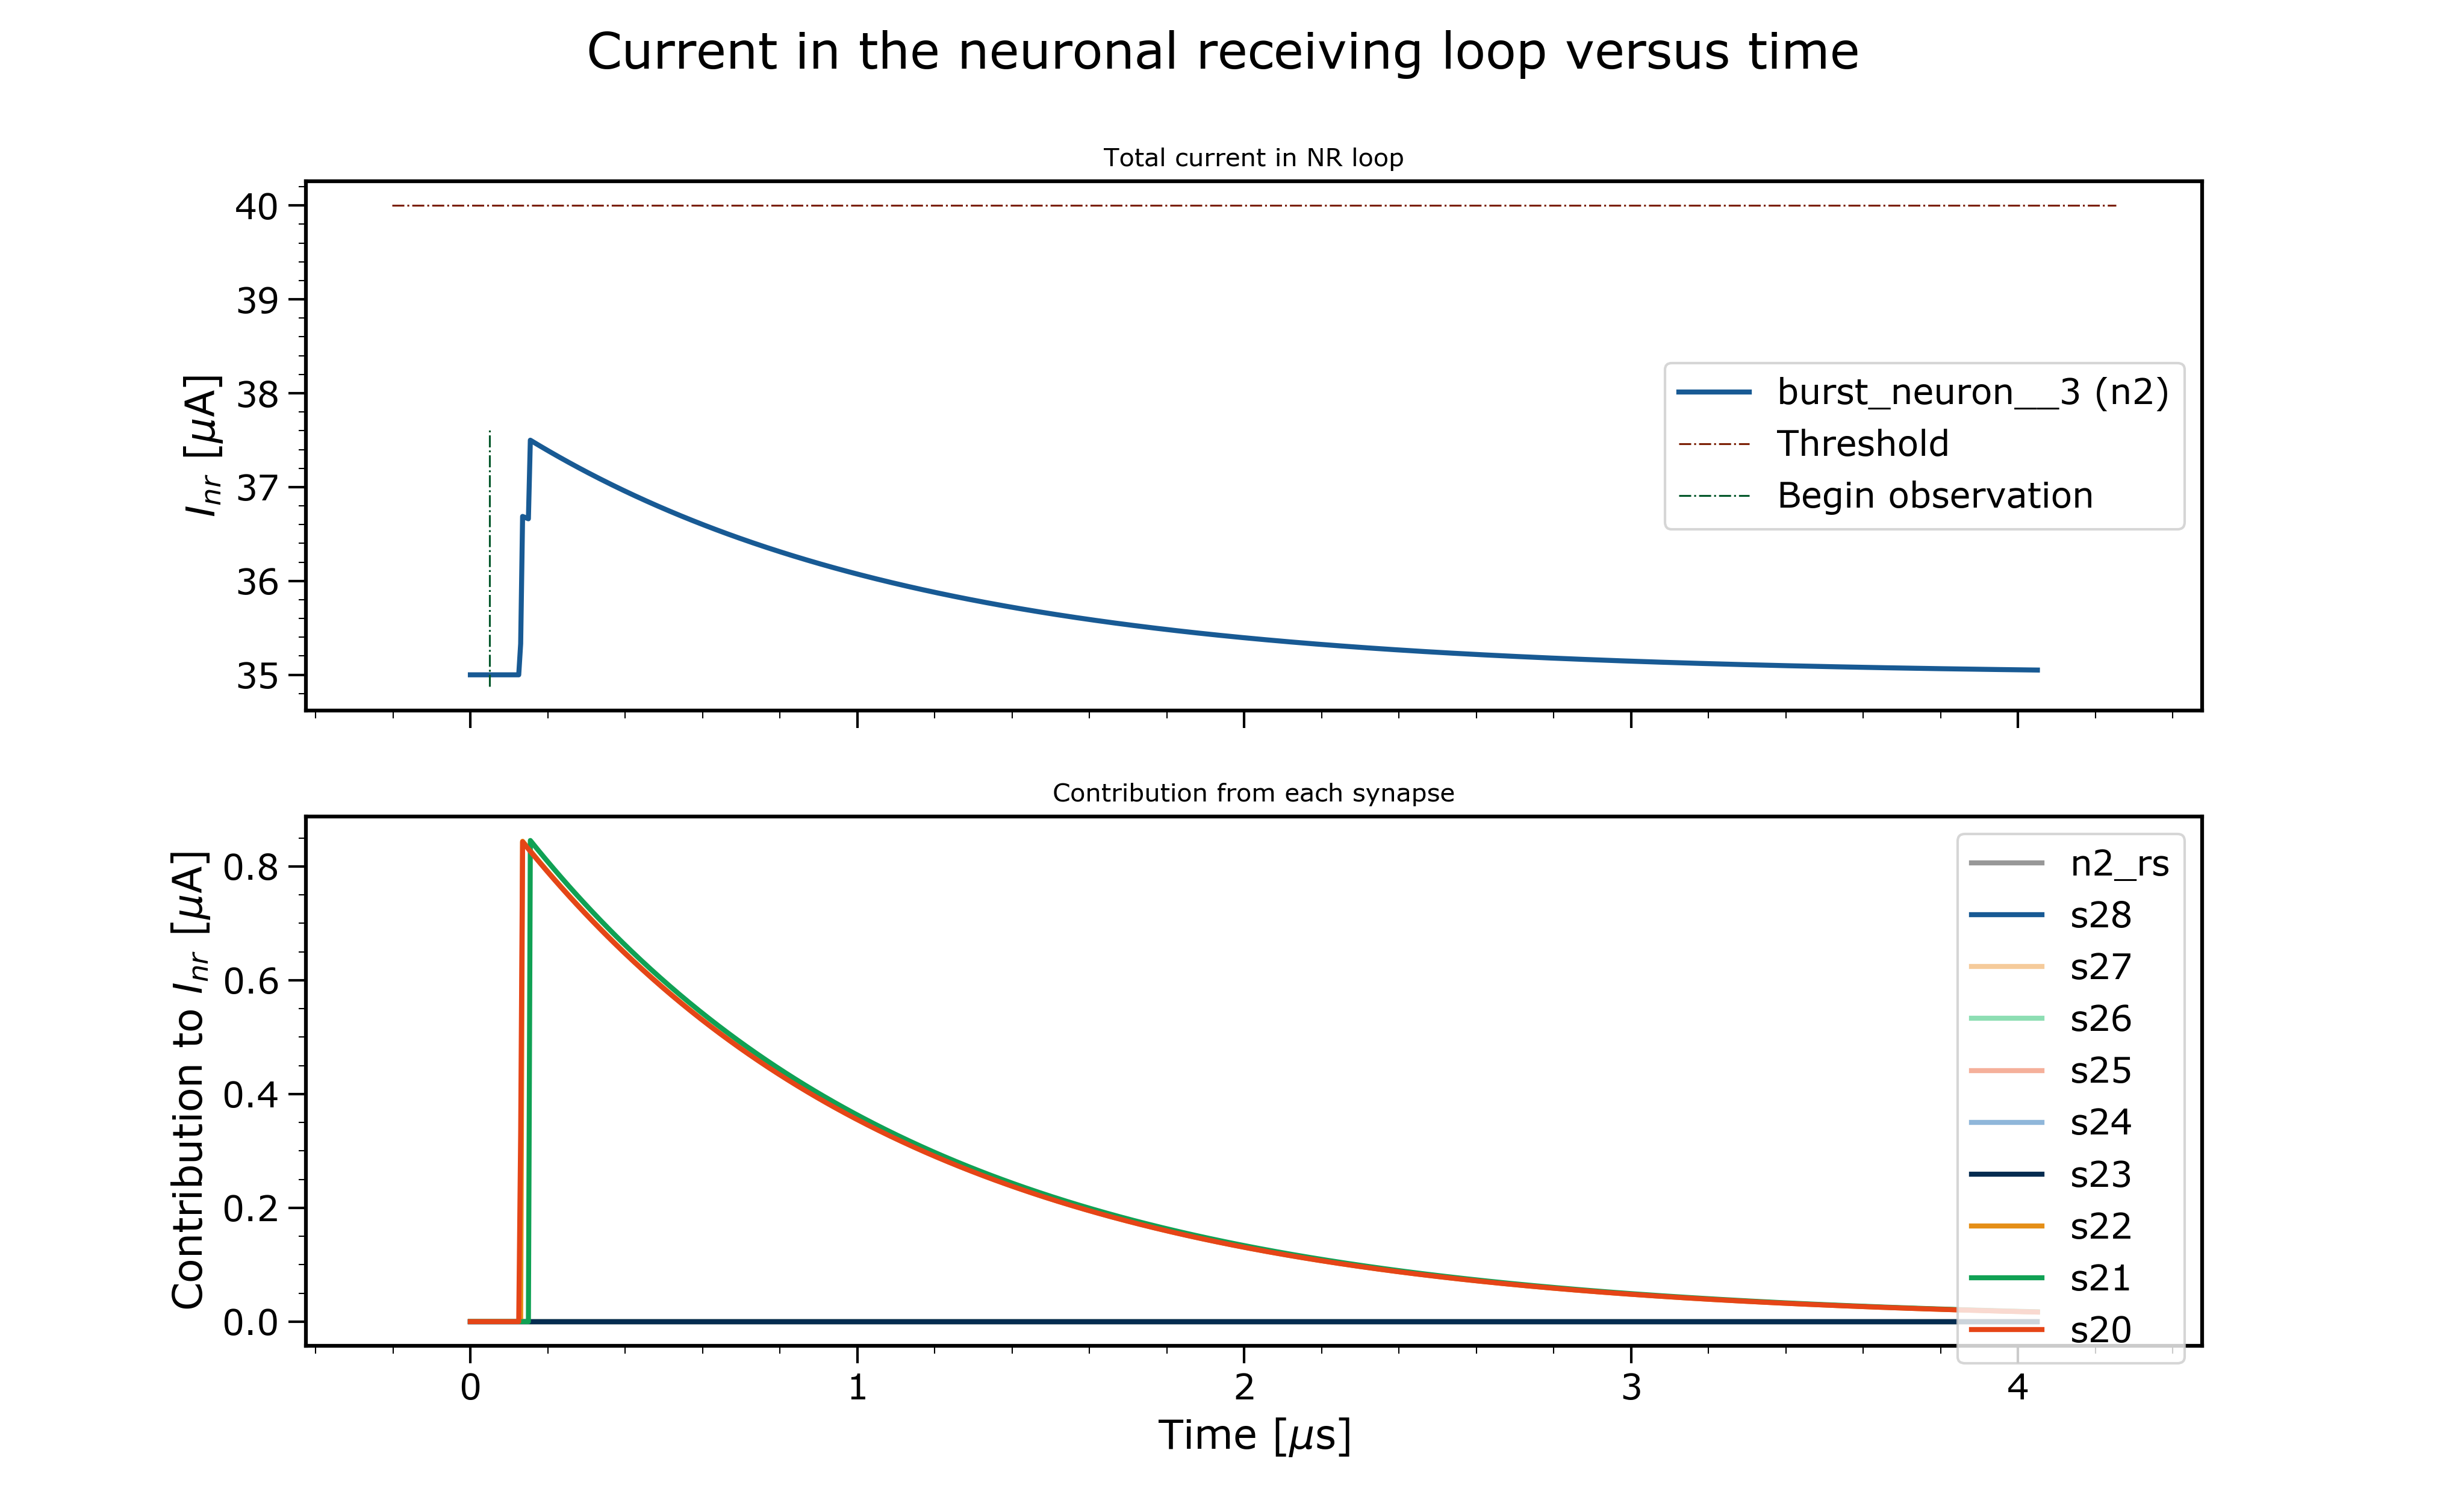 Current in the neuronal receiving loop versus time
Total current in NR loop
40
39
38
37
36
35
I_nr [μA]
burst_neuron__3 (n2)
Threshold
Begin observation
Contribution from each synapse
0.8
0.6
0.4
0.2
0.0
Contribution to I_nr [μA]
n2_rs
s28
s27
s26
s25
s24
s23
s22
s21
s20
0 1 2 3 4
Time [μs]